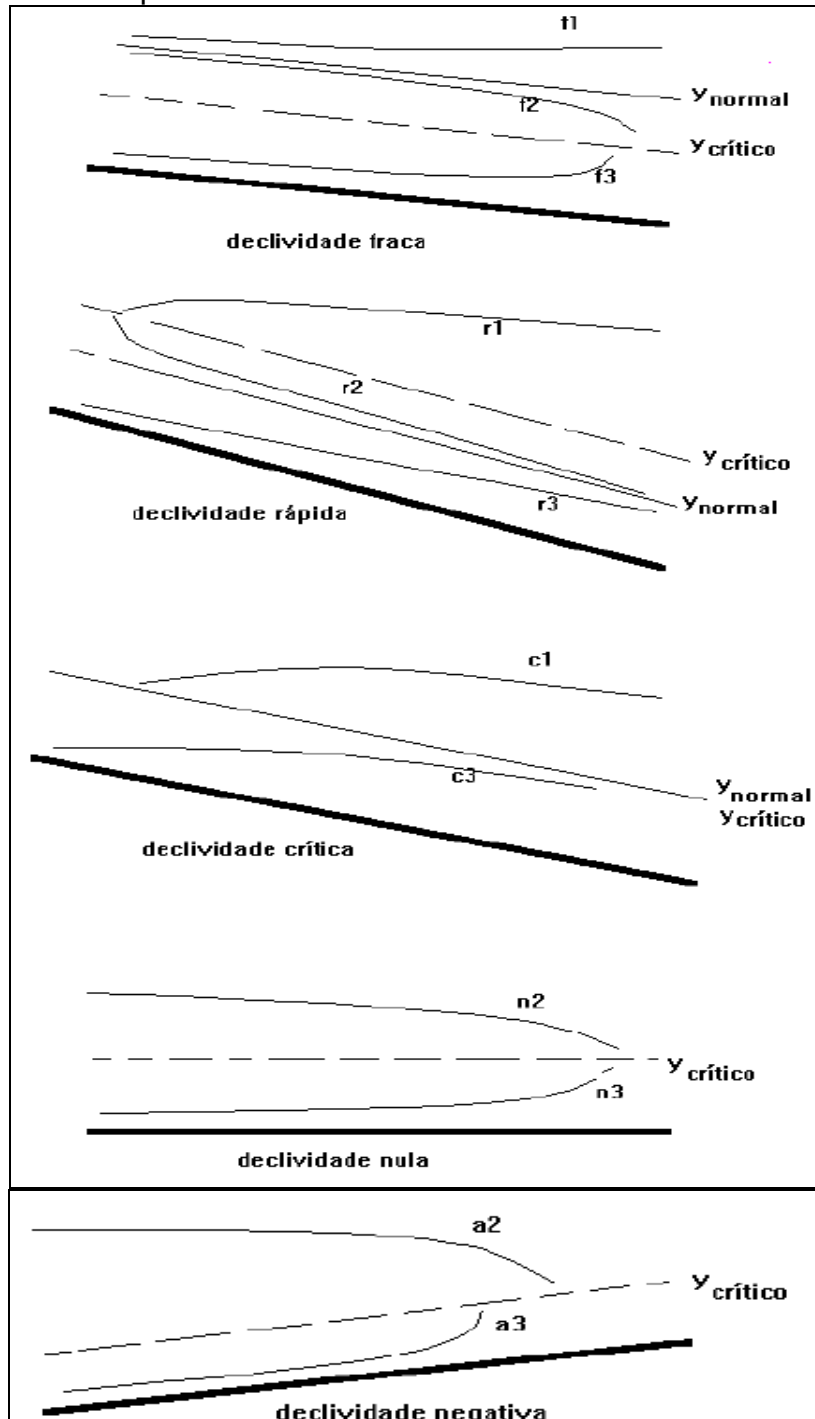 f1
ynormal
f2
ycrítico
f3
declividade fraca
r1
r2
ycrítico
r3
ynormal
declividade rápida
c1
c3
ynormal
ycrítico
declividade crítica
n2
ycrítico
n3
declividade nula
a2
ycrítico
a3
declividade negativa